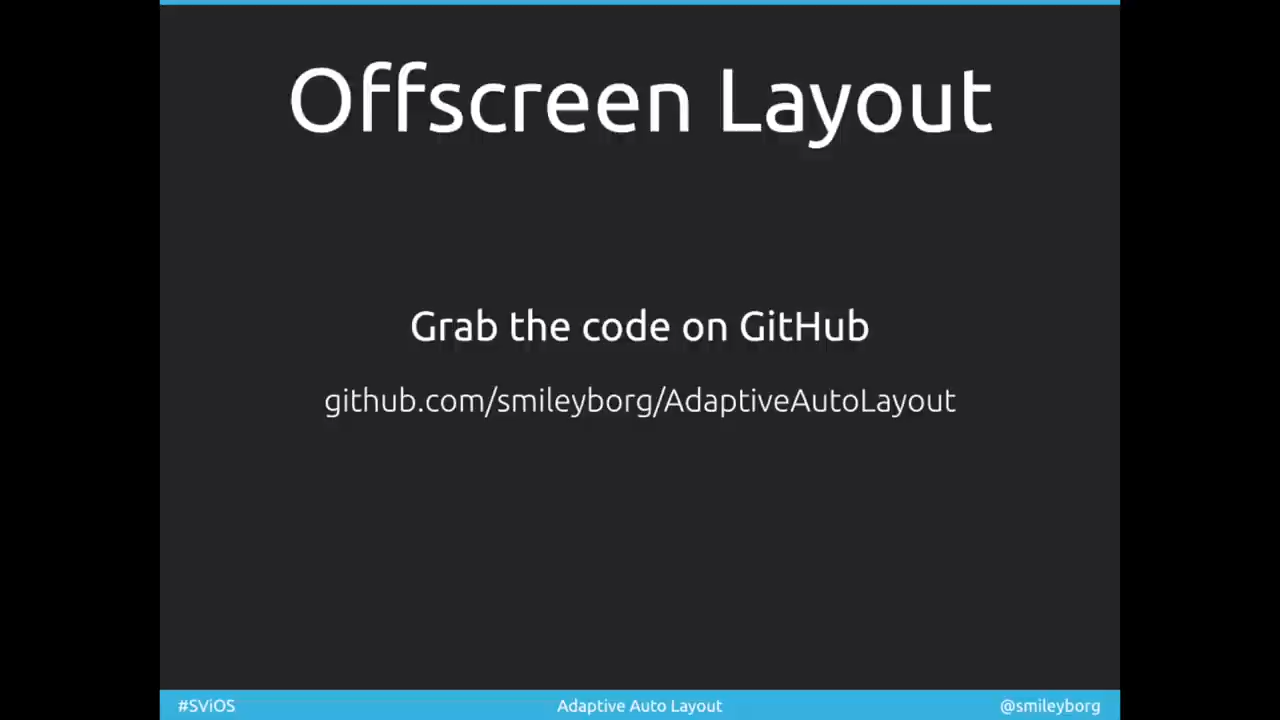 Offscreen Layout
Grab the code on GitHub
github.com/smileyborg/AdaptiveAutoLayout
#SViOS
Adaptive Auto Layout
@smileyborg